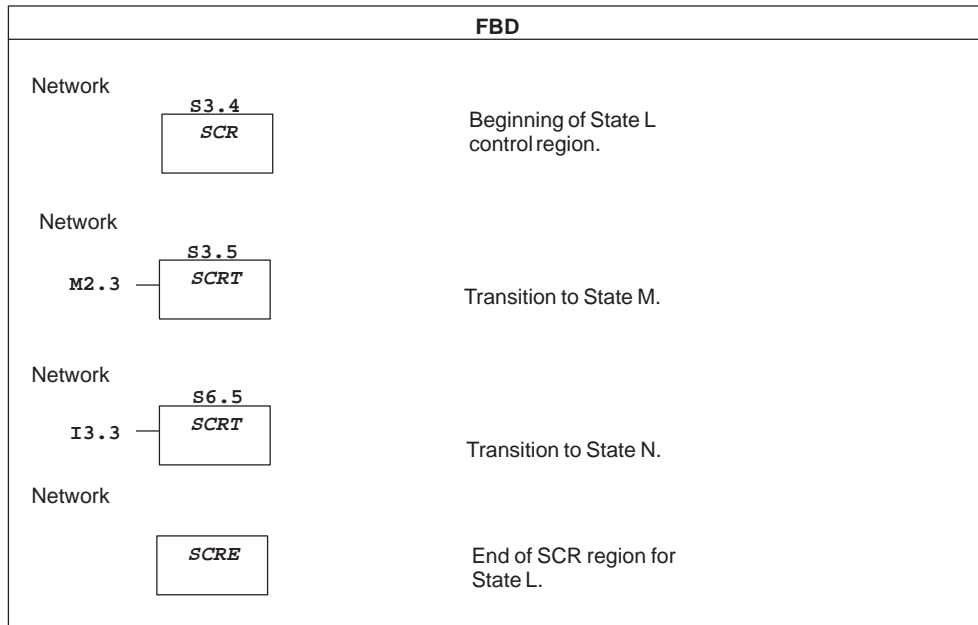 FBD
Network
S3.4
SCR
Beginning of State L
control region.
Network
S3.5
M2.3
SCRT
Transition to State M.
Network
S6.5
I3.3
SCRT
Transition to State N.
Network
SCRE
End of SCR region for
State L.